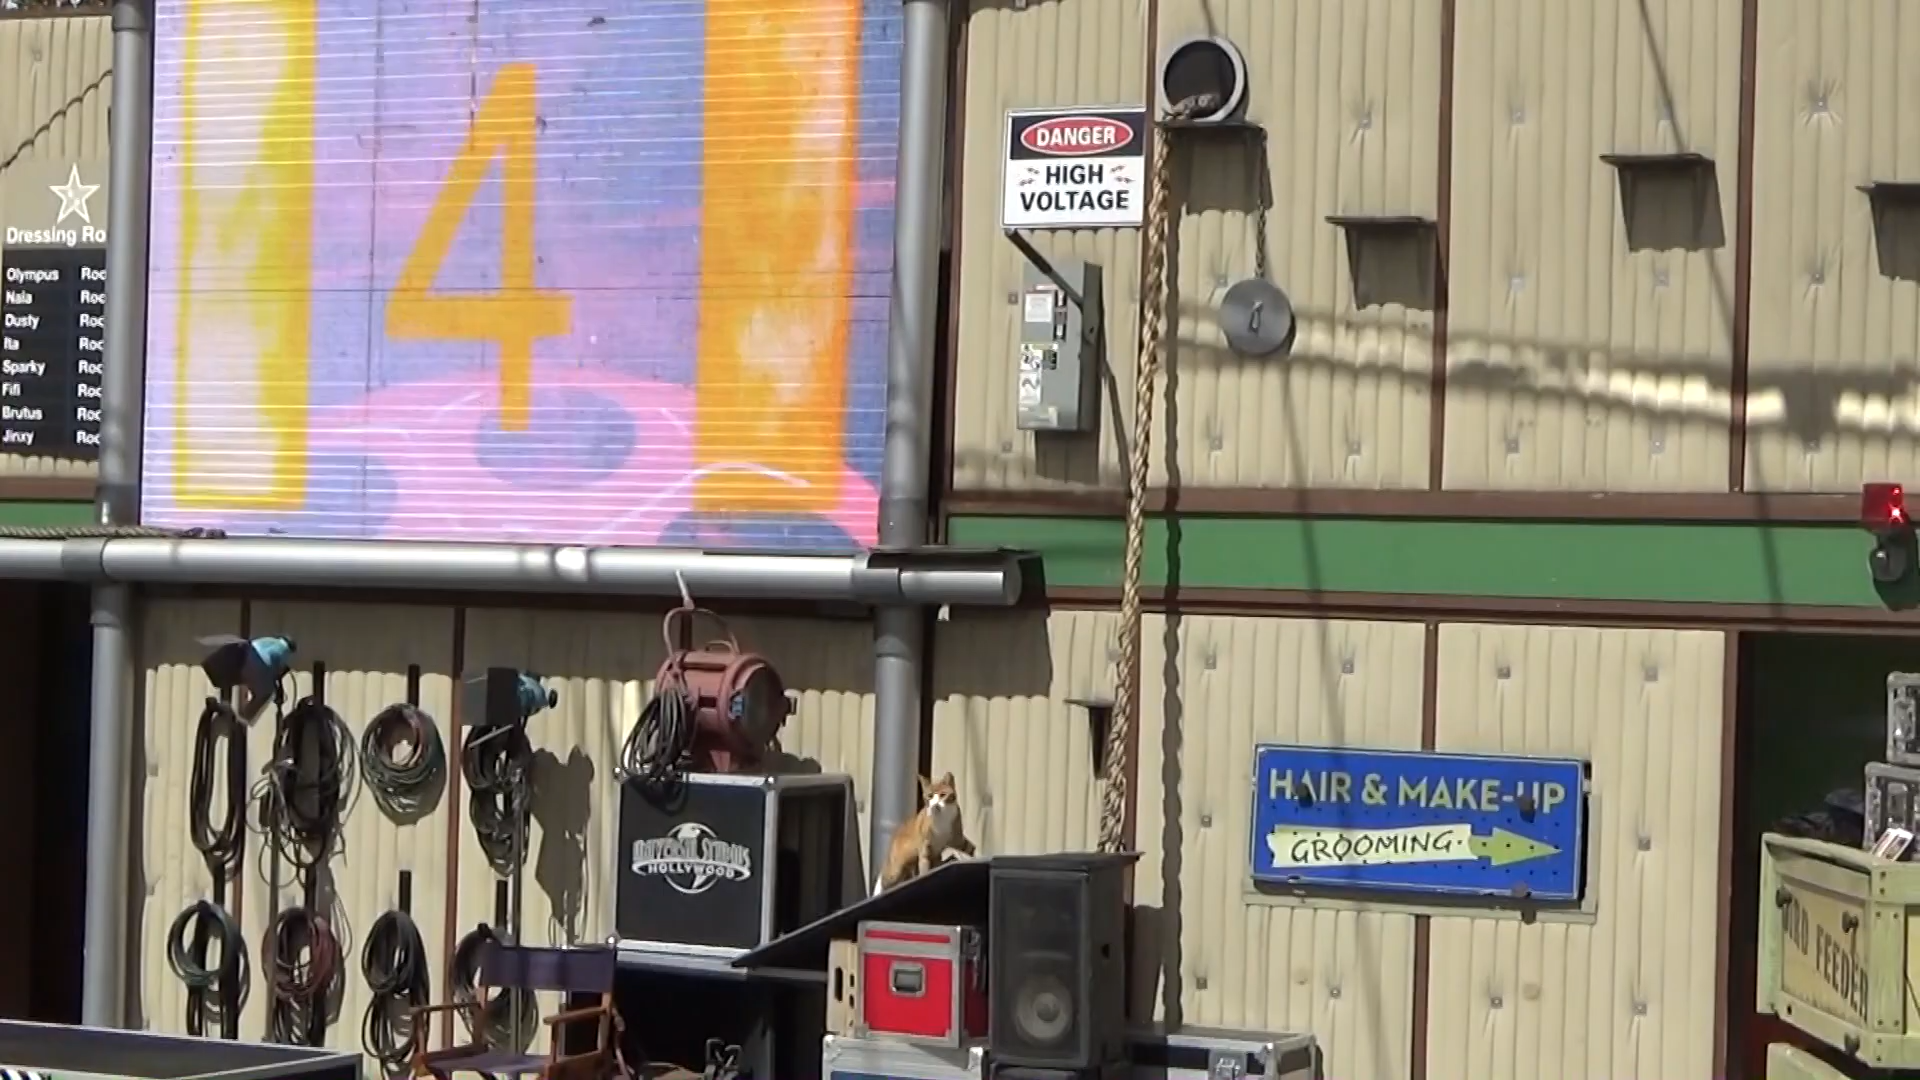 4
DANGER
HIGH
VOLTAGE
Dressing Ro
Olympus Roo
Nala Roo
Dusty Roo
Ita Roo
Sparky Roo
Fifi Roo
Brutus Roo
Jinxy Roo
HAIR & MAKE-UP
GROOMING
UNIVERSAL STUDIOS
HOLLYWOOD
BIRD FEEDER